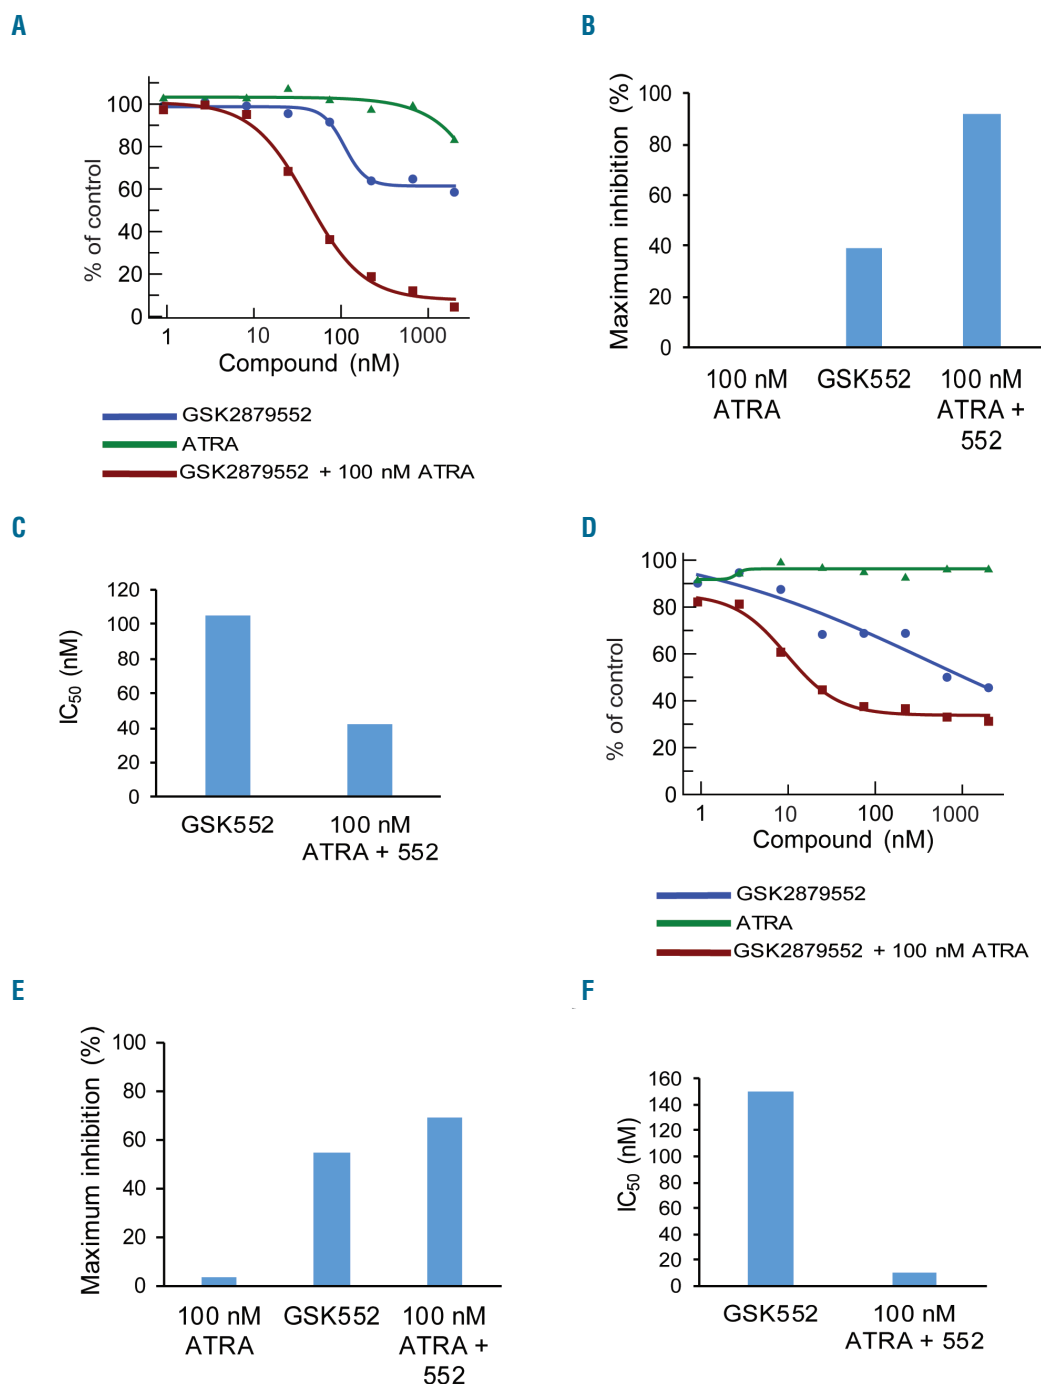 A
% of control
100
80
60
40
20
0
1 10 100 1000
Compound (nM)
GSK2879552
ATRA
GSK2879552 + 100 nM ATRA
B
Maximum inhibition (%)
100
80
60
40
20
0
100 nM
ATRA
GSK552
100 nM
ATRA +
552
C
IC50 (nM)
120
100
80
60
40
20
0
GSK552
100 nM
ATRA + 552
D
% of control
100
80
60
40
20
0
1 10 100 1000
Compound (nM)
GSK2879552
ATRA
GSK2879552 + 100 nM ATRA
E
Maximum inhibition (%)
100
80
60
40
20
0
100 nM
ATRA
GSK552
100 nM
ATRA +
552
F
IC50 (nM)
160
140
120
100
80
60
40
20
0
GSK552
100 nM
ATRA + 552